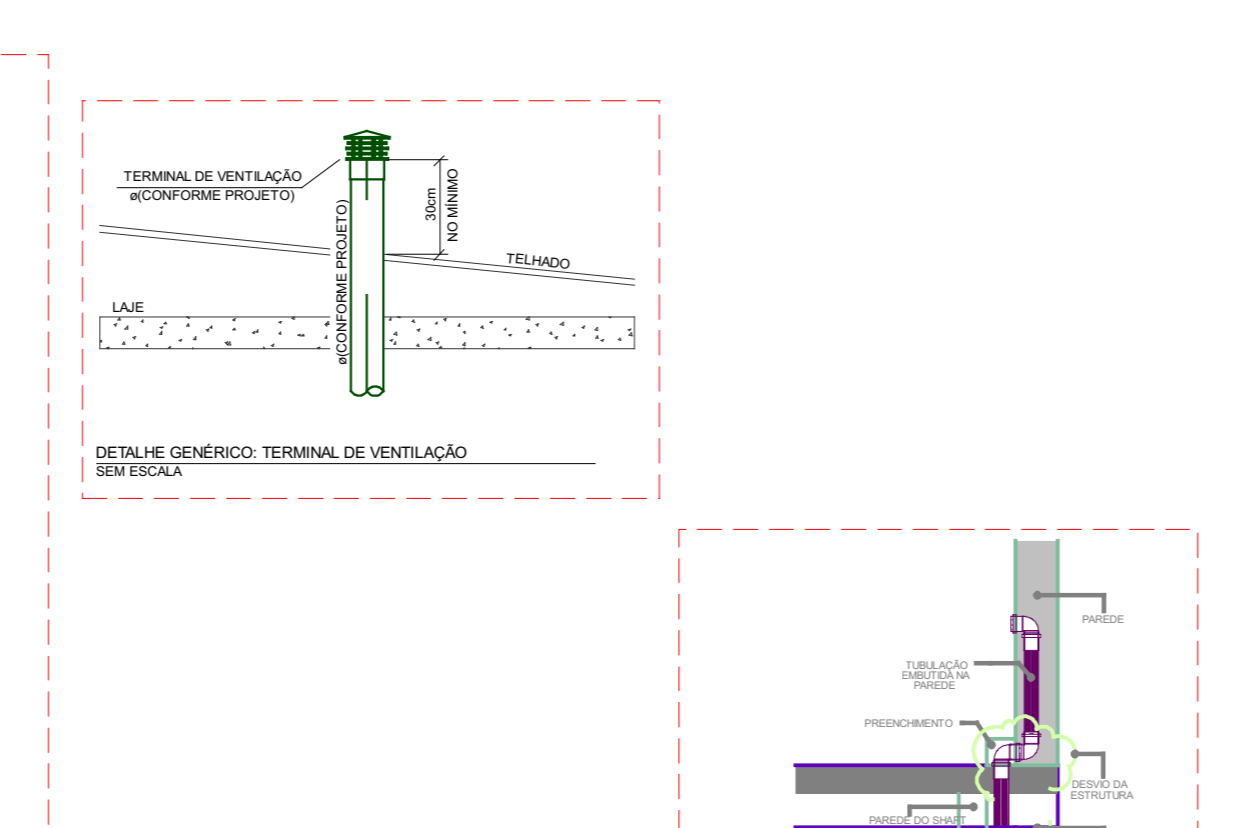 TERMINAL DE VENTILAÇÃO
ø(CONFORME PROJETO)
ø(CONFORME PROJETO)
30cm
NO MÍNIMO
TELHADO
LAJE
DETALHE GENÉRICO: TERMINAL DE VENTILAÇÃO
SEM ESCALA
PAREDE
TUBULAÇÃO
EMBUTIDA NA
PAREDE
PREENCHIMENTO
DESVIO DA
ESTRUTURA
PAREDE DO SHAFT